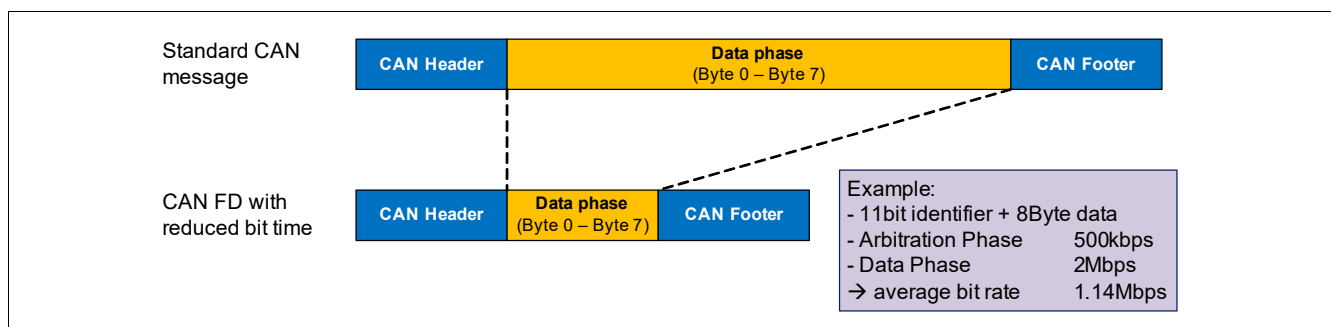 Standard CAN
message
CAN Header
Data phase
(Byte 0 – Byte 7)
CAN Footer
CAN FD with
reduced bit time
CAN Header
Data phase
(Byte 0 – Byte 7)
CAN Footer
Example:
- 11bit identifier + 8Byte data
- Arbitration Phase 500kbps
- Data Phase 2Mbps
→ average bit rate 1.14Mbps